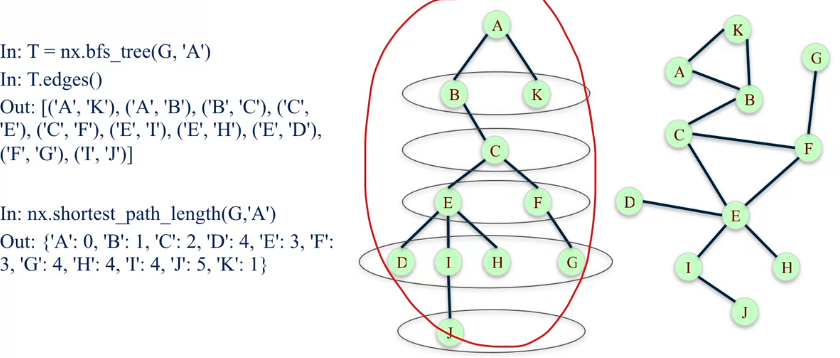 In: T = nx.bfs_tree(G, 'A')
In: T.edges()
Out: [('A', 'K'), ('A', 'B'), ('B', 'C'), ('C',
'E'), ('C', 'F'), ('E', 'I'), ('E', 'H'), ('E', 'D'),
('F', 'G'), ('I', 'J')]
In: nx.shortest_path_length(G,'A')
Out: {'A': 0, 'B': 1, 'C': 2, 'D': 4, 'E': 3, 'F':
3, 'G': 4, 'H': 4, 'I': 4, 'J': 5, 'K': 1}
A
B K
C
E F
D I H G
J
K
G
A
B
C
F
D
E
I H
J